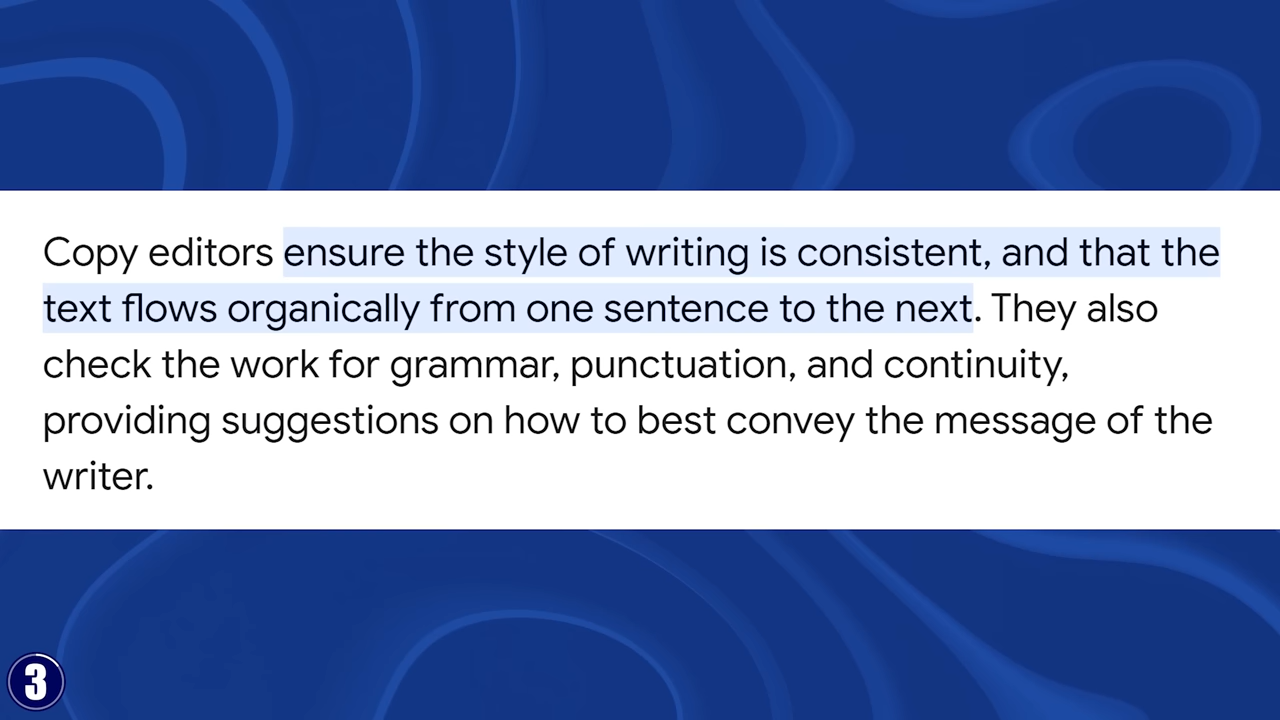 Copy editors ensure the style of writing is consistent, and that the
text flows organically from one sentence to the next. They also
check the work for grammar, punctuation, and continuity,
providing suggestions on how to best convey the message of the
writer.
3